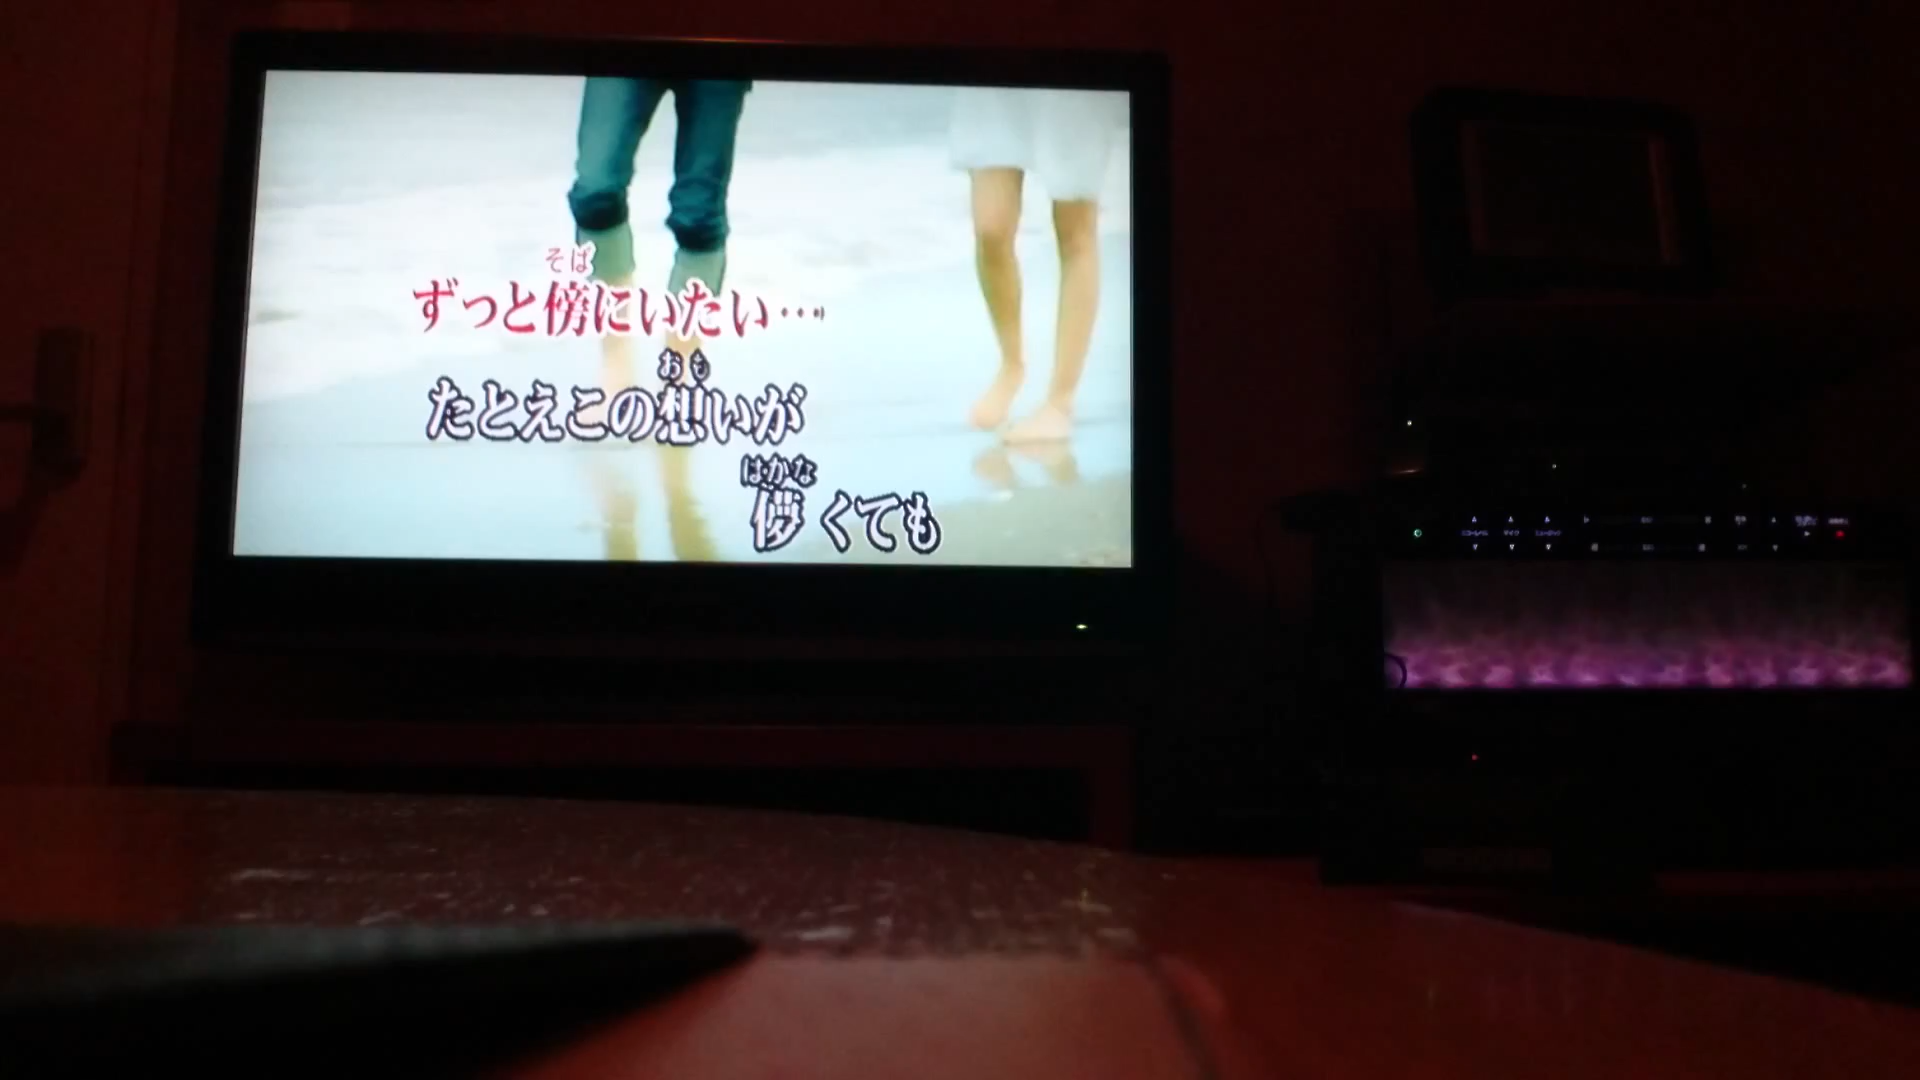 そば
ずっと傍にいたい…
おも
たとえこの想いが
はかな
儚くても